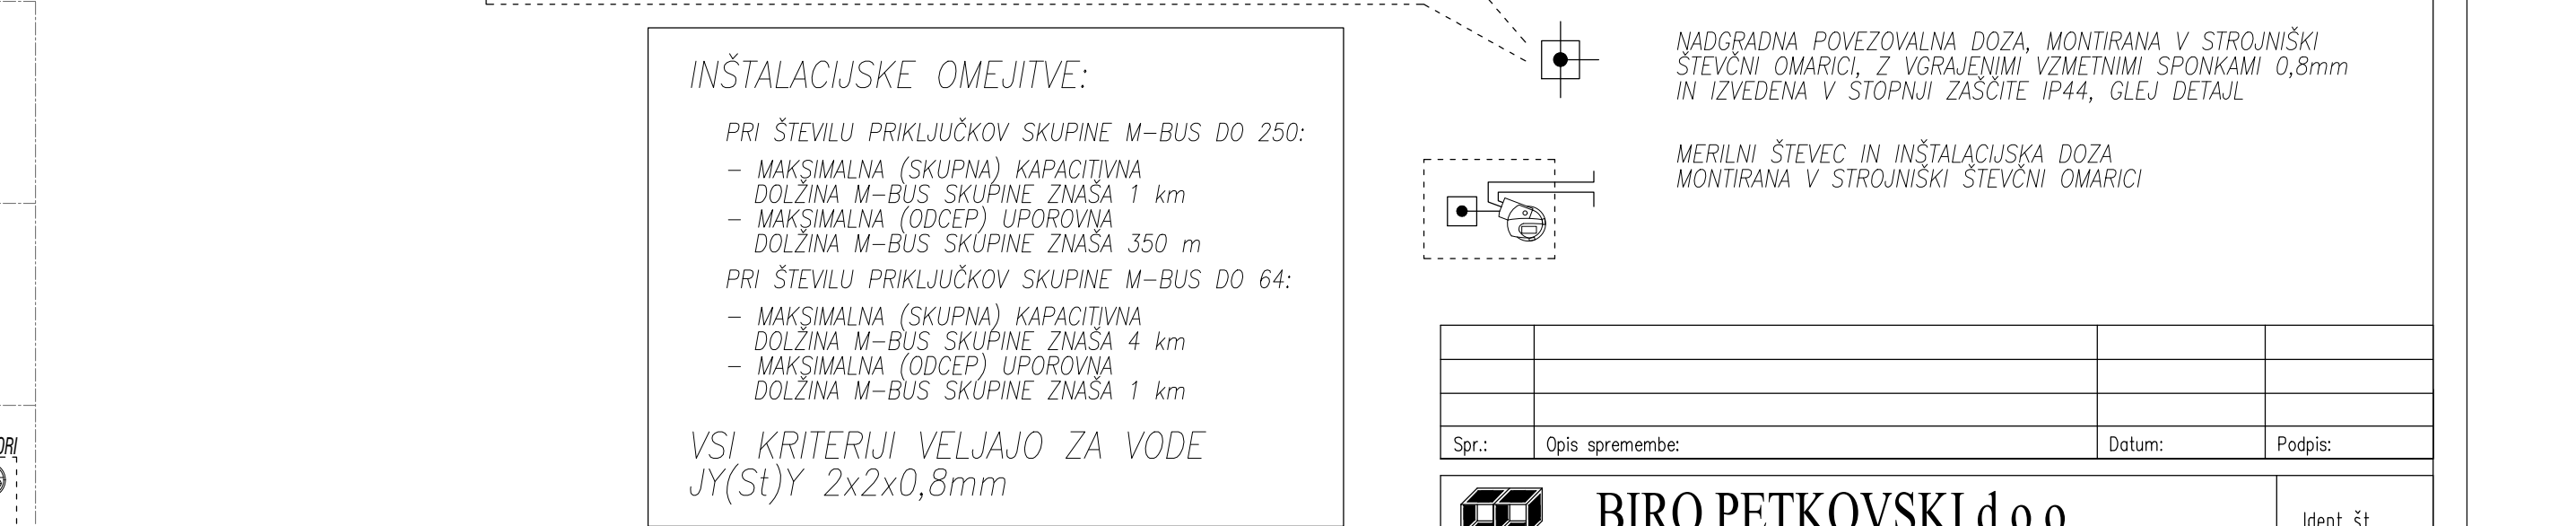 INŠTALACIJSKE OMEJITVE:
PRI ŠTEVILU PRIKLJUČKOV SKUPINE M-BUS DO 250:
- MAKSIMALNA (SKUPNA) KAPACITIVNA
DOLŽINA M-BUS SKUPINE ZNAŠA 1 km
- MAKSIMALNA (ODCEP) UPOROVNA
DOLŽINA M-BUS SKUPINE ZNAŠA 350 m
PRI ŠTEVILU PRIKLJUČKOV SKUPINE M-BUS DO 64:
- MAKSIMALNA (SKUPNA) KAPACITIVNA
DOLŽINA M-BUS SKUPINE ZNAŠA 4 km
- MAKSIMALNA (ODCEP) UPOROVNA
DOLŽINA M-BUS SKUPINE ZNAŠA 1 km
VSI KRITERIJI VELJAJO ZA VODE
JY(St)Y 2x2x0,8mm
NADGRADNA POVEZOVALNA DOZA, MONTIRANA V STROJNIŠKI
ŠTEVČNI OMARICI, Z VGRAJENIMI VZMETNIMI SPONKAMI 0,8mm
IN IZVEDENA V STOPNJI ZAŠČITE IP44, GLEJ DETAJL
MERILNI ŠTEVEC IN INŠTALACIJSKA DOZA
MONTIRANA V STROJNIŠKI ŠTEVČNI OMARICI
Spr.: Opis spremembe: Datum: Podpis:
BIRO PETKOVSKI d.o.o.
Ident. št.